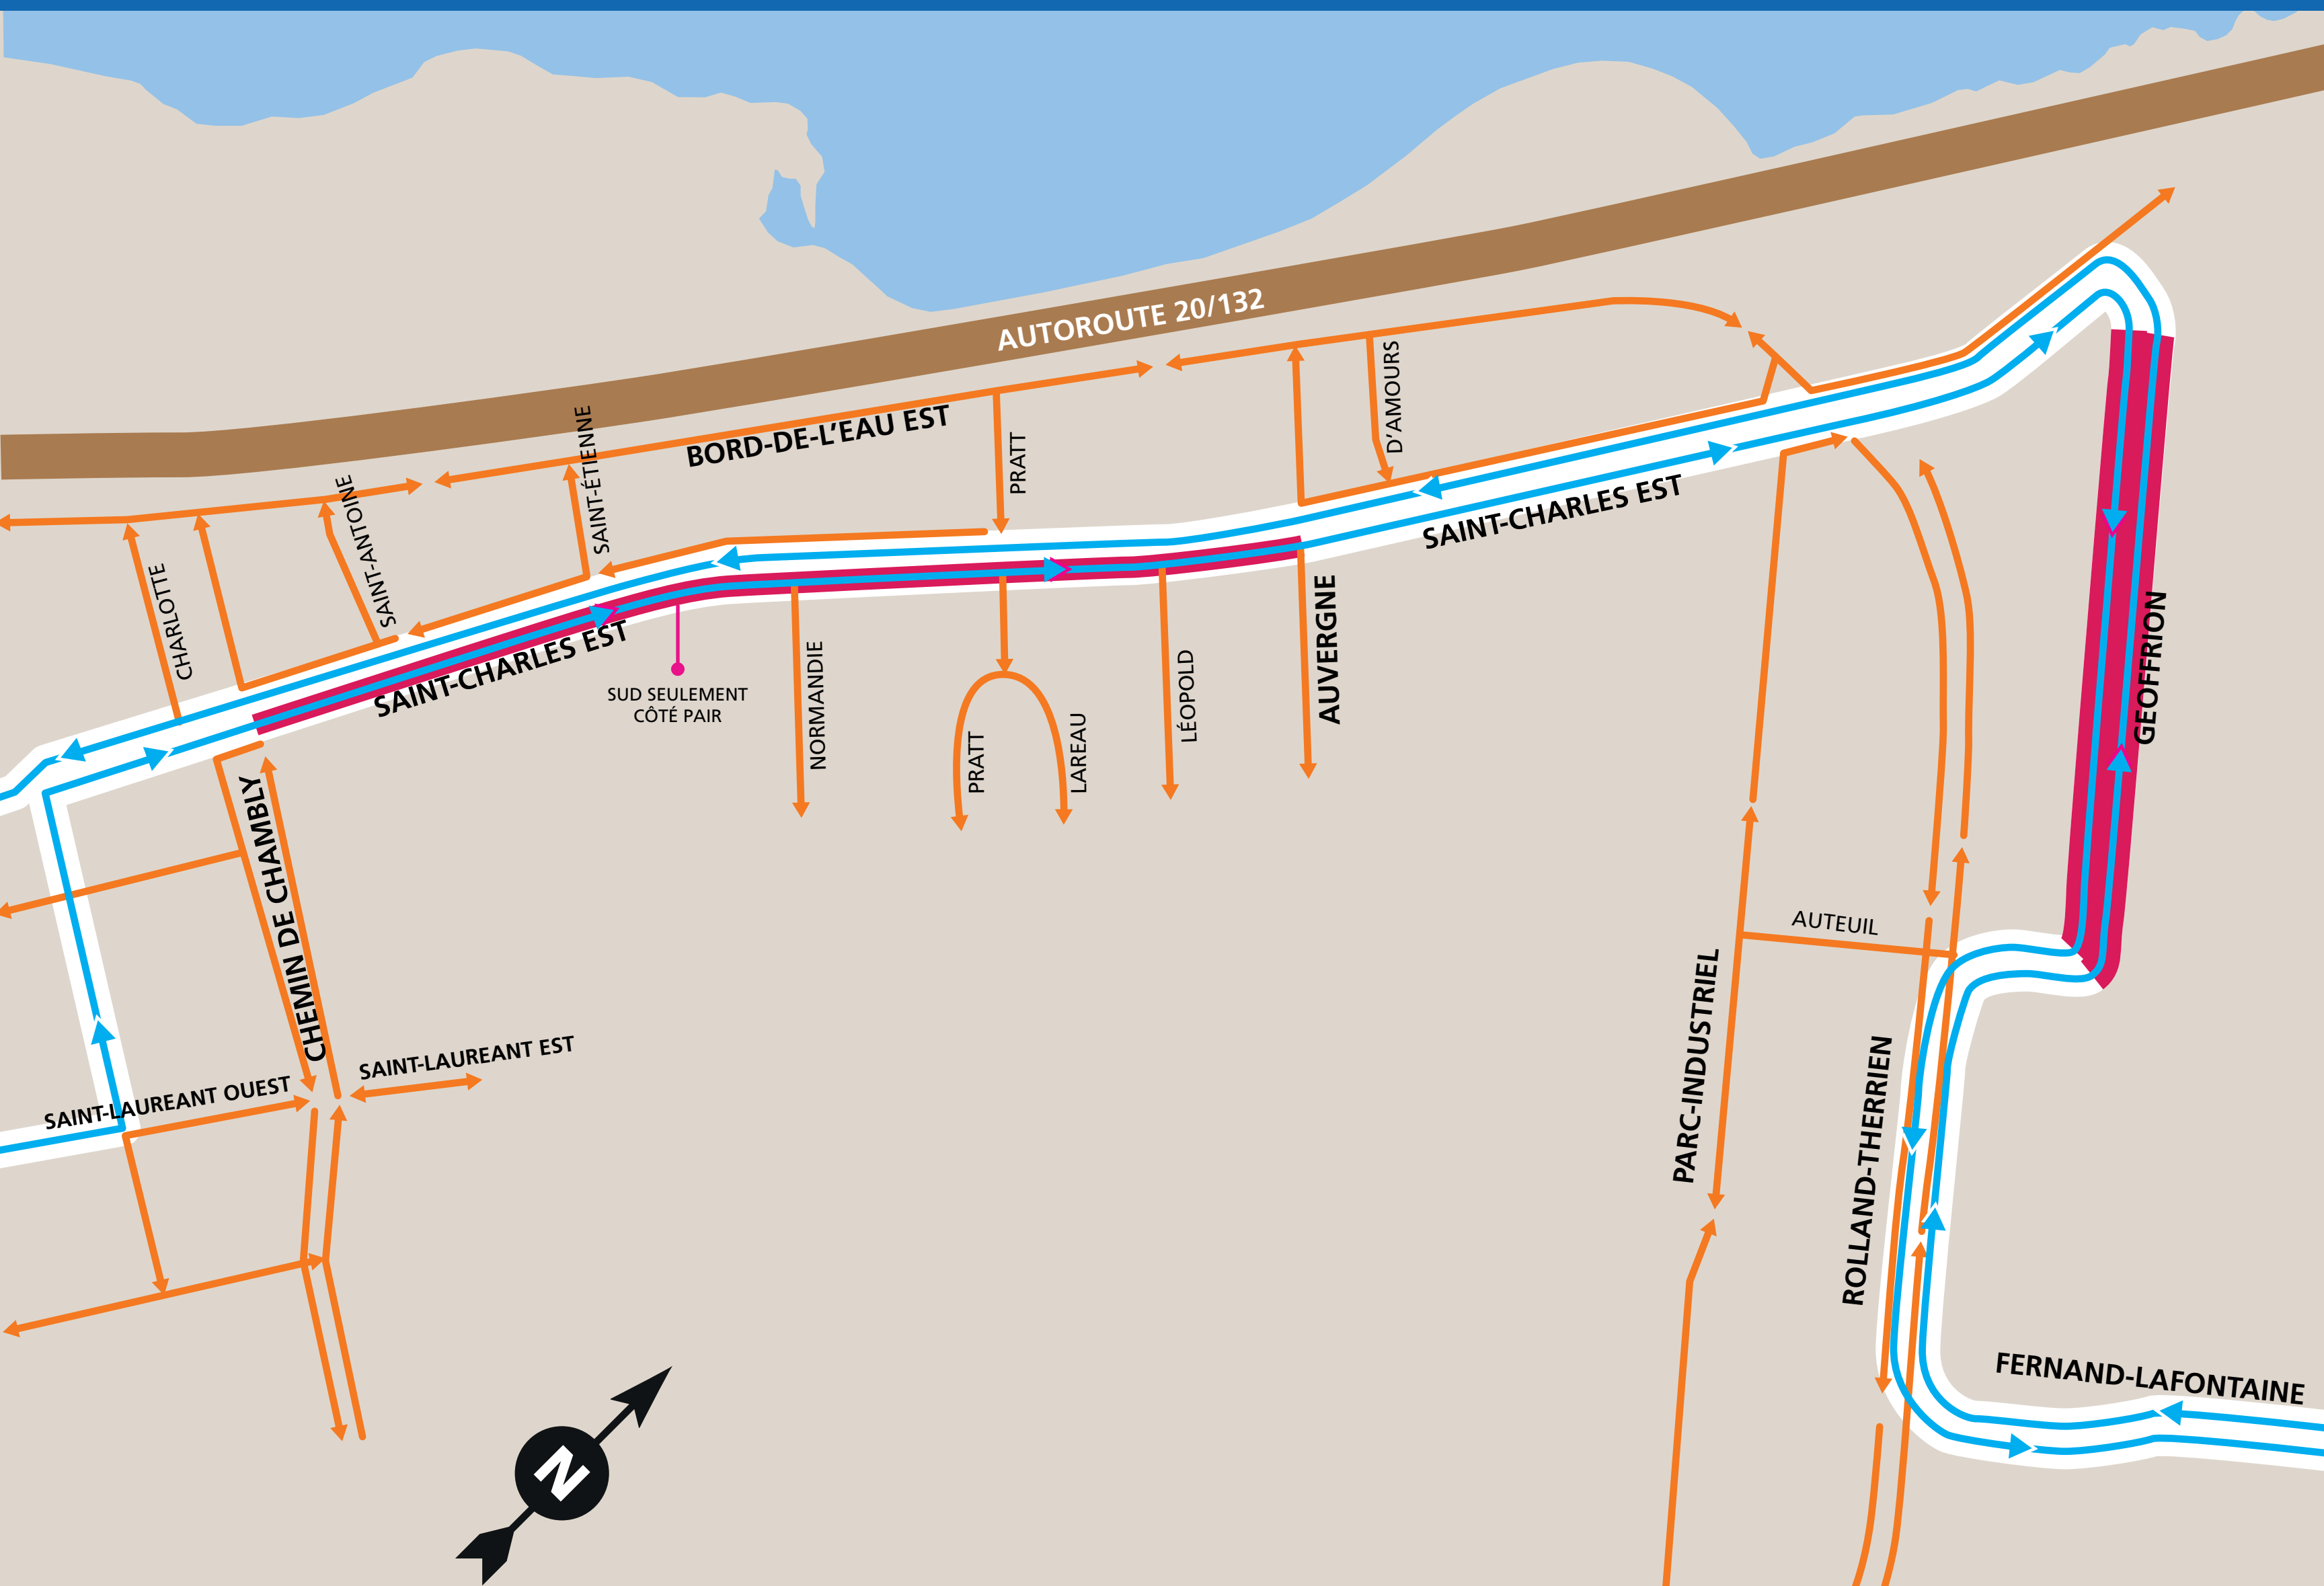 AUTOROUTE 20/132
BORD-DE-L'EAU EST
D'AMOURS
PRATT
SAINT-ÉTIENNE
SAINT-ANTOINE
CHARLOTTE
SAINT-CHARLES EST
SAINT-CHARLES EST
SUD SEULEMENT
CÔTÉ PAIR
NORMANDIE
PRATT
LAREAU
LÉOPOLD
AUVERGNE
GEOFFRION
CHEMIN DE CHAMBLY
AUTEUIL
PARC-INDUSTRIEL
ROLLAND-THERRIEN
SAINT-LAUREANT EST
SAINT-LAUREANT OUEST
FERNAND-LAFONTAINE
N